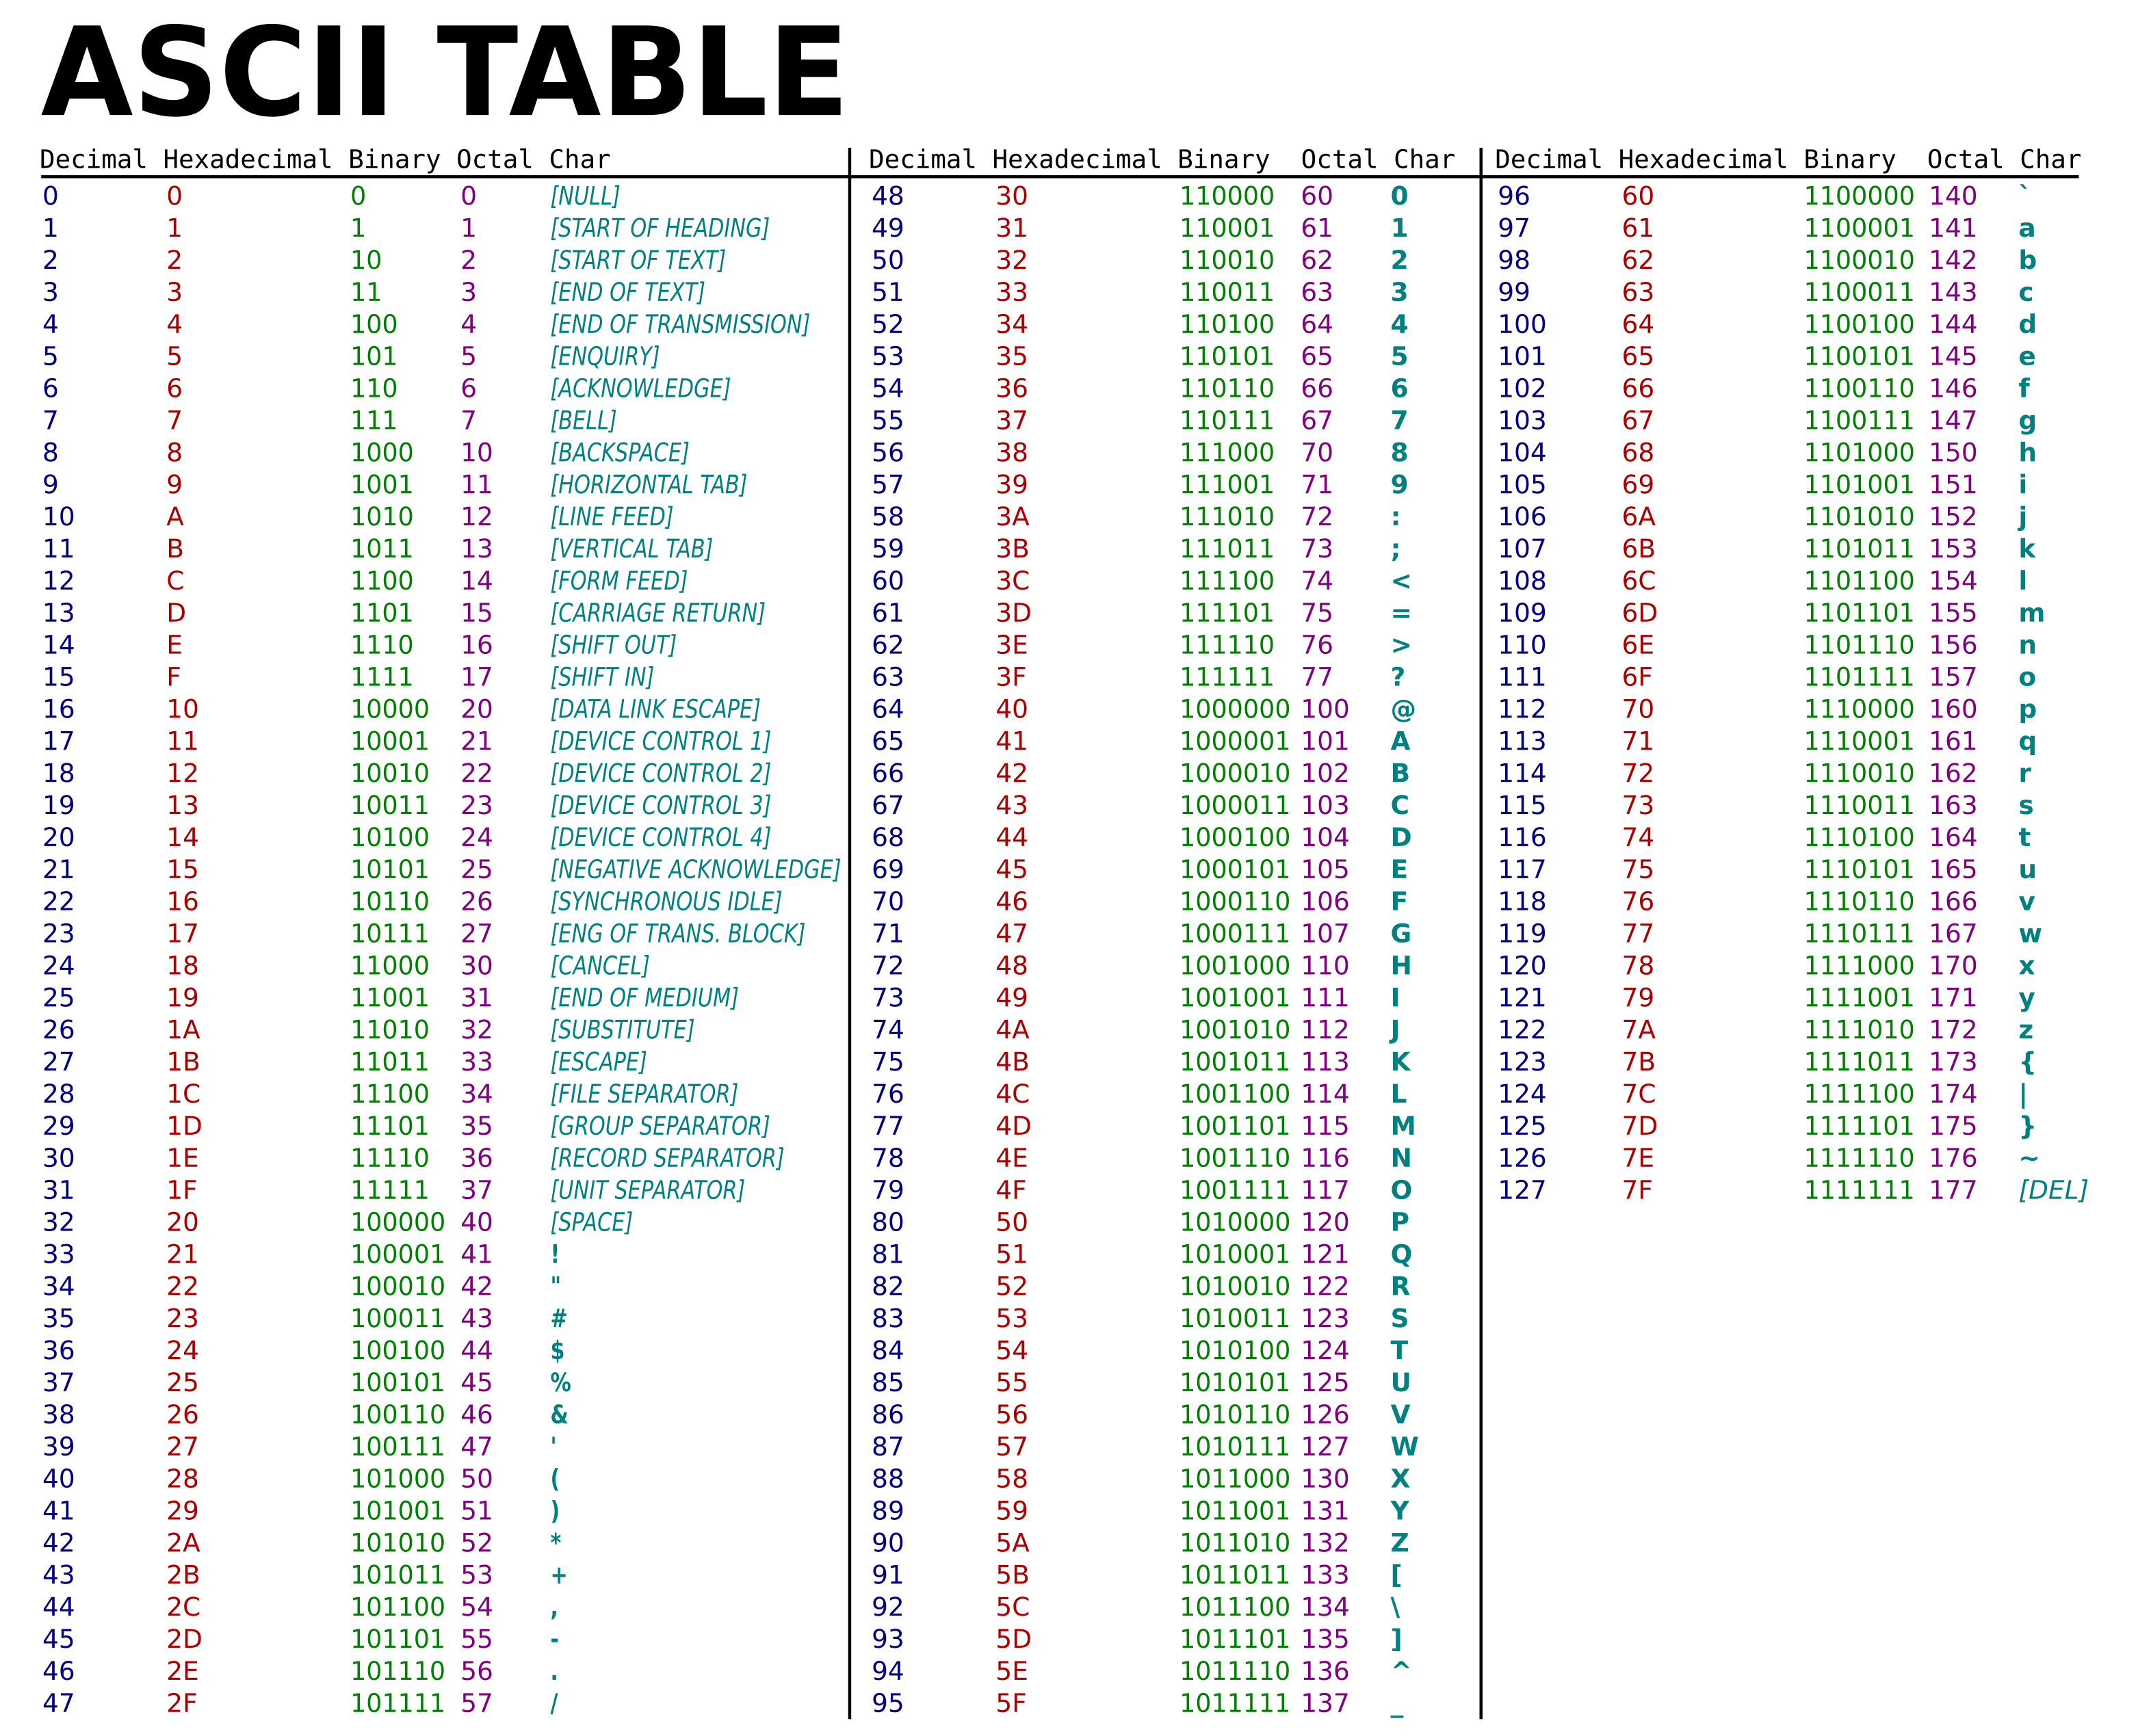 ASCII TABLE
Decimal Hexadecimal Binary Octal Char Decimal Hexadecimal Binary Octal Char Decimal Hexadecimal Binary Octal Char
0 0 0 0 [NULL] 48 30 110000 60 0 96 60 1100000 140 `
1 1 1 1 [START OF HEADING] 49 31 110001 61 1 97 61 1100001 141 a
2 2 10 2 [START OF TEXT] 50 32 110010 62 2 98 62 1100010 142 b
3 3 11 3 [END OF TEXT] 51 33 110011 63 3 99 63 1100011 143 c
4 4 100 4 [END OF TRANSMISSION] 52 34 110100 64 4 100 64 1100100 144 d
5 5 101 5 [ENQUIRY] 53 35 110101 65 5 101 65 1100101 145 e
6 6 110 6 [ACKNOWLEDGE] 54 36 110110 66 6 102 66 1100110 146 f
7 7 111 7 [BELL] 55 37 110111 67 7 103 67 1100111 147 g
8 8 1000 10 [BACKSPACE] 56 38 111000 70 8 104 68 1101000 150 h
9 9 1001 11 [HORIZONTAL TAB] 57 39 111001 71 9 105 69 1101001 151 i
10 A 1010 12 [LINE FEED] 58 3A 111010 72 : 106 6A 1101010 152 j
11 B 1011 13 [VERTICAL TAB] 59 3B 111011 73 ; 107 6B 1101011 153 k
12 C 1100 14 [FORM FEED] 60 3C 111100 74 < 108 6C 1101100 154 l
13 D 1101 15 [CARRIAGE RETURN] 61 3D 111101 75 = 109 6D 1101101 155 m
14 E 1110 16 [SHIFT OUT] 62 3E 111110 76 > 110 6E 1101110 156 n
15 F 1111 17 [SHIFT IN] 63 3F 111111 77 ? 111 6F 1101111 157 o
16 10 10000 20 [DATA LINK ESCAPE] 64 40 1000000 100 @ 112 70 1110000 160 p
17 11 10001 21 [DEVICE CONTROL 1] 65 41 1000001 101 A 113 71 1110001 161 q
18 12 10010 22 [DEVICE CONTROL 2] 66 42 1000010 102 B 114 72 1110010 162 r
19 13 10011 23 [DEVICE CONTROL 3] 67 43 1000011 103 C 115 73 1110011 163 s
20 14 10100 24 [DEVICE CONTROL 4] 68 44 1000100 104 D 116 74 1110100 164 t
21 15 10101 25 [NEGATIVE ACKNOWLEDGE] 69 45 1000101 105 E 117 75 1110101 165 u
22 16 10110 26 [SYNCHRONOUS IDLE] 70 46 1000110 106 F 118 76 1110110 166 v
23 17 10111 27 [ENG OF TRANS. BLOCK] 71 47 1000111 107 G 119 77 1110111 167 w
24 18 11000 30 [CANCEL] 72 48 1001000 110 H 120 78 1111000 170 x
25 19 11001 31 [END OF MEDIUM] 73 49 1001001 111 I 121 79 1111001 171 y
26 1A 11010 32 [SUBSTITUTE] 74 4A 1001010 112 J 122 7A 1111010 172 z
27 1B 11011 33 [ESCAPE] 75 4B 1001011 113 K 123 7B 1111011 173 {
28 1C 11100 34 [FILE SEPARATOR] 76 4C 1001100 114 L 124 7C 1111100 174 |
29 1D 11101 35 [GROUP SEPARATOR] 77 4D 1001101 115 M 125 7D 1111101 175 }
30 1E 11110 36 [RECORD SEPARATOR] 78 4E 1001110 116 N 126 7E 1111110 176 ~
31 1F 11111 37 [UNIT SEPARATOR] 79 4F 1001111 117 O 127 7F 1111111 177 [DEL]
32 20 100000 40 [SPACE] 80 50 1010000 120 P
33 21 100001 41 ! 81 51 1010001 121 Q
34 22 100010 42 " 82 52 1010010 122 R
35 23 100011 43 # 83 53 1010011 123 S
36 24 100100 44 $ 84 54 1010100 124 T
37 25 100101 45 % 85 55 1010101 125 U
38 26 100110 46 & 86 56 1010110 126 V
39 27 100111 47 ' 87 57 1010111 127 W
40 28 101000 50 ( 88 58 1011000 130 X
41 29 101001 51 ) 89 59 1011001 131 Y
42 2A 101010 52 * 90 5A 1011010 132 Z
43 2B 101011 53 + 91 5B 1011011 133 [
44 2C 101100 54 , 92 5C 1011100 134 \
45 2D 101101 55 - 93 5D 1011101 135 ]
46 2E 101110 56 . 94 5E 1011110 136 ^
47 2F 101111 57 / 95 5F 1011111 137 _